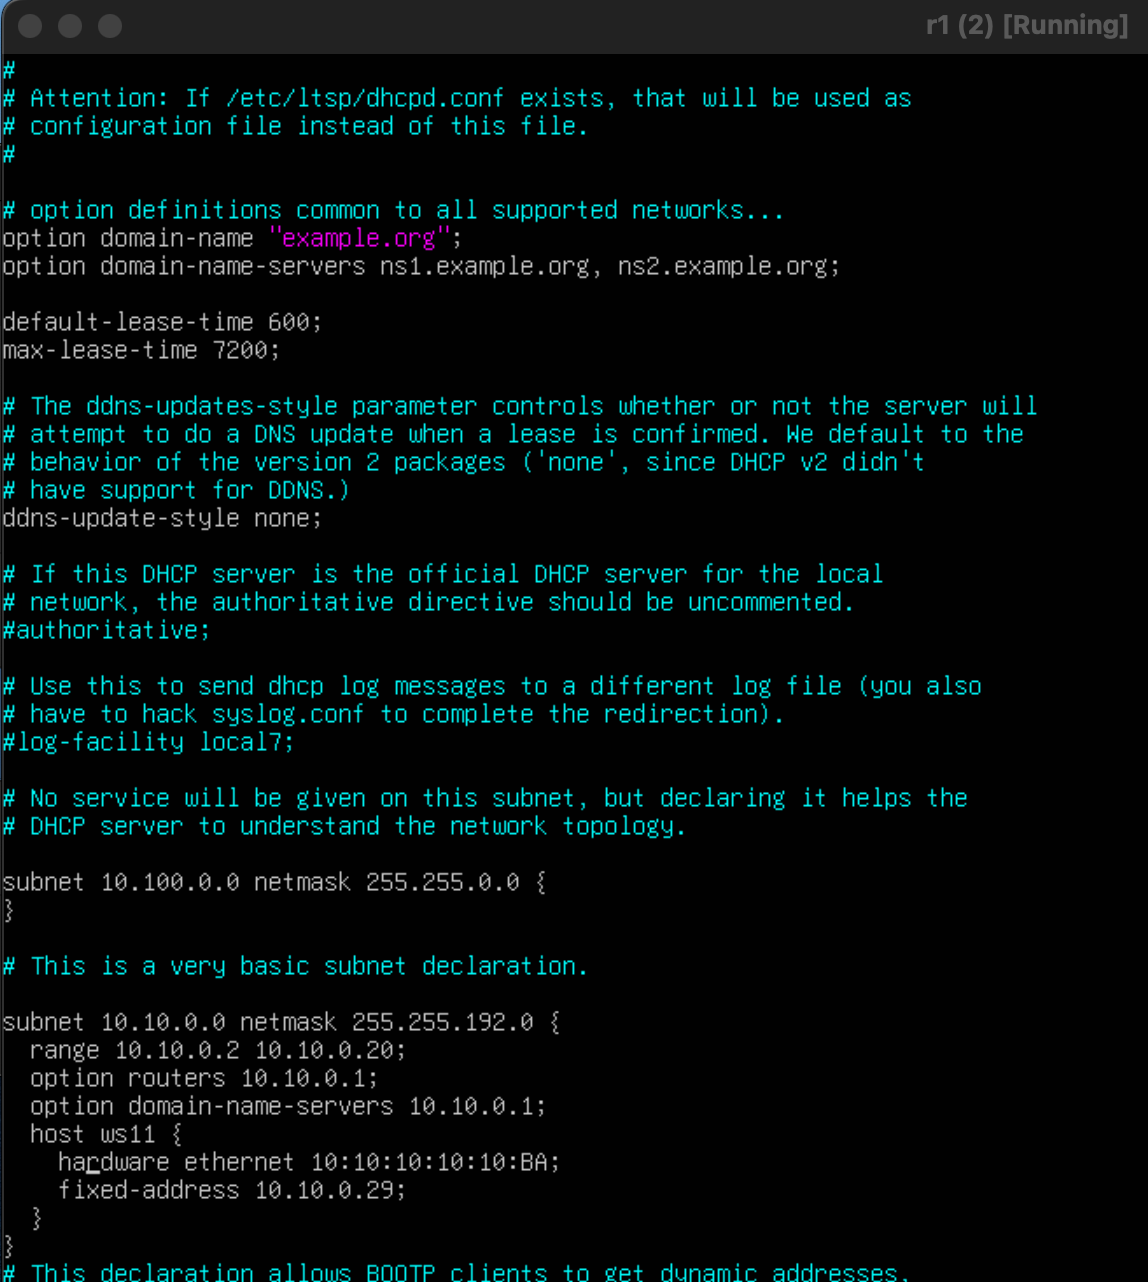 r1 (2) [Running]
#
# Attention: If /etc/ltsp/dhcpd.conf exists, that will be used as
# configuration file instead of this file.
#
# option definitions common to all supported networks...
option domain-name "example.org";
option domain-name-servers ns1.example.org, ns2.example.org;
default-lease-time 600;
max-lease-time 7200;
# The ddns-updates-style parameter controls whether or not the server will
# attempt to do a DNS update when a lease is confirmed. We default to the
# behavior of the version 2 packages ('none', since DHCP v2 didn't
# have support for DDNS.)
ddns-update-style none;
# If this DHCP server is the official DHCP server for the local
# network, the authoritative directive should be uncommented.
#authoritative;
# Use this to send dhcp log messages to a different log file (you also
# have to hack syslog.conf to complete the redirection).
#log-facility local7;
# No service will be given on this subnet, but declaring it helps the
# DHCP server to understand the network topology.
subnet 10.100.0.0 netmask 255.255.0.0 {
}
# This is a very basic subnet declaration.
subnet 10.10.0.0 netmask 255.255.192.0 {
  range 10.10.0.2 10.10.0.20;
  option routers 10.10.0.1;
  option domain-name-servers 10.10.0.1;
  host ws11 {
    hardware ethernet 10:10:10:10:10:BA;
    fixed-address 10.10.0.29;
  }
}
# This declaration allows BOOTP clients to get dynamic addresses,